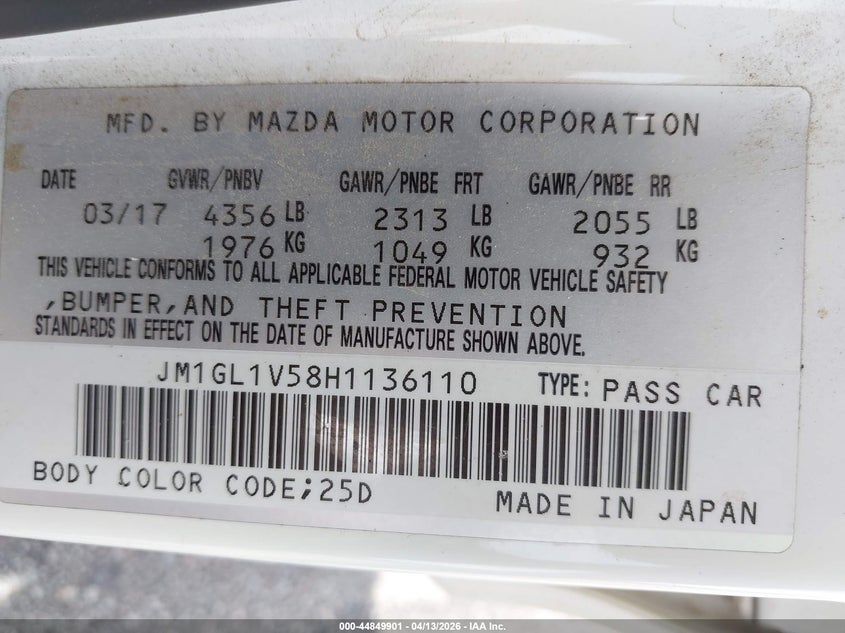 MFD. BY MAZDA MOTOR CORPORATION
DATE GVWR/PNBV GAWR/PNBE FRT GAWR/PNBE RR
03/17 4356 LB 2313 LB 2055 LB
1976 KG 1049 KG 932 KG
THIS VEHICLE CONFORMS TO ALL APPLICABLE FEDERAL MOTOR VEHICLE SAFETY
,BUMPER,AND THEFT PREVENTION
STANDARDS IN EFFECT ON THE DATE OF MANUFACTURE SHOWN ABOVE.
JM1GL1V58H1136110 TYPE: PASS CAR
BODY COLOR CODE;25D
MADE IN JAPAN
000-44849901 - 04/13/2026 - IAA Inc.